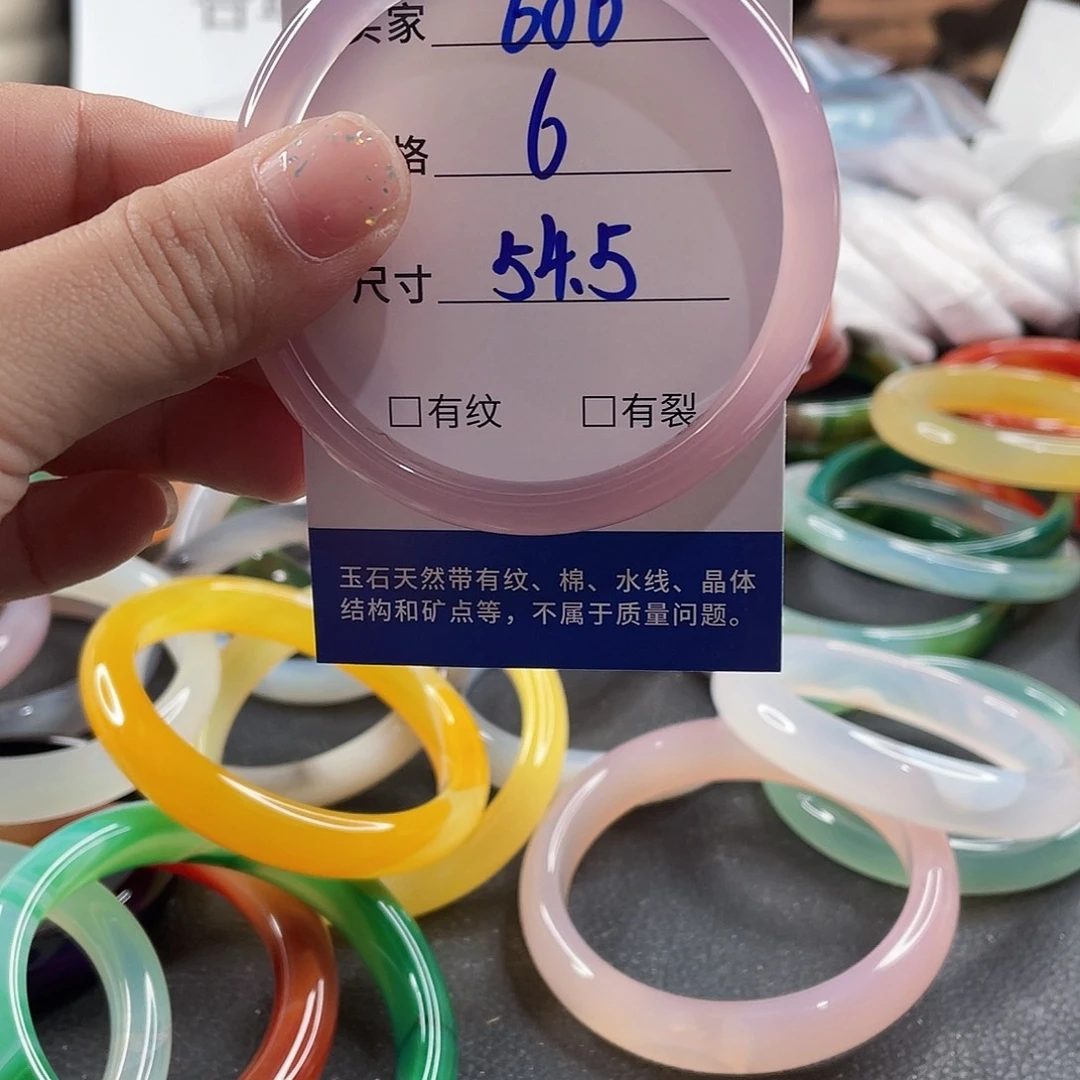 卖家 600
格 6
尺寸 54.5
□有纹 □有裂
玉石天然带有纹、棉、水线、晶体
结构和矿点等，不属于质量问题。